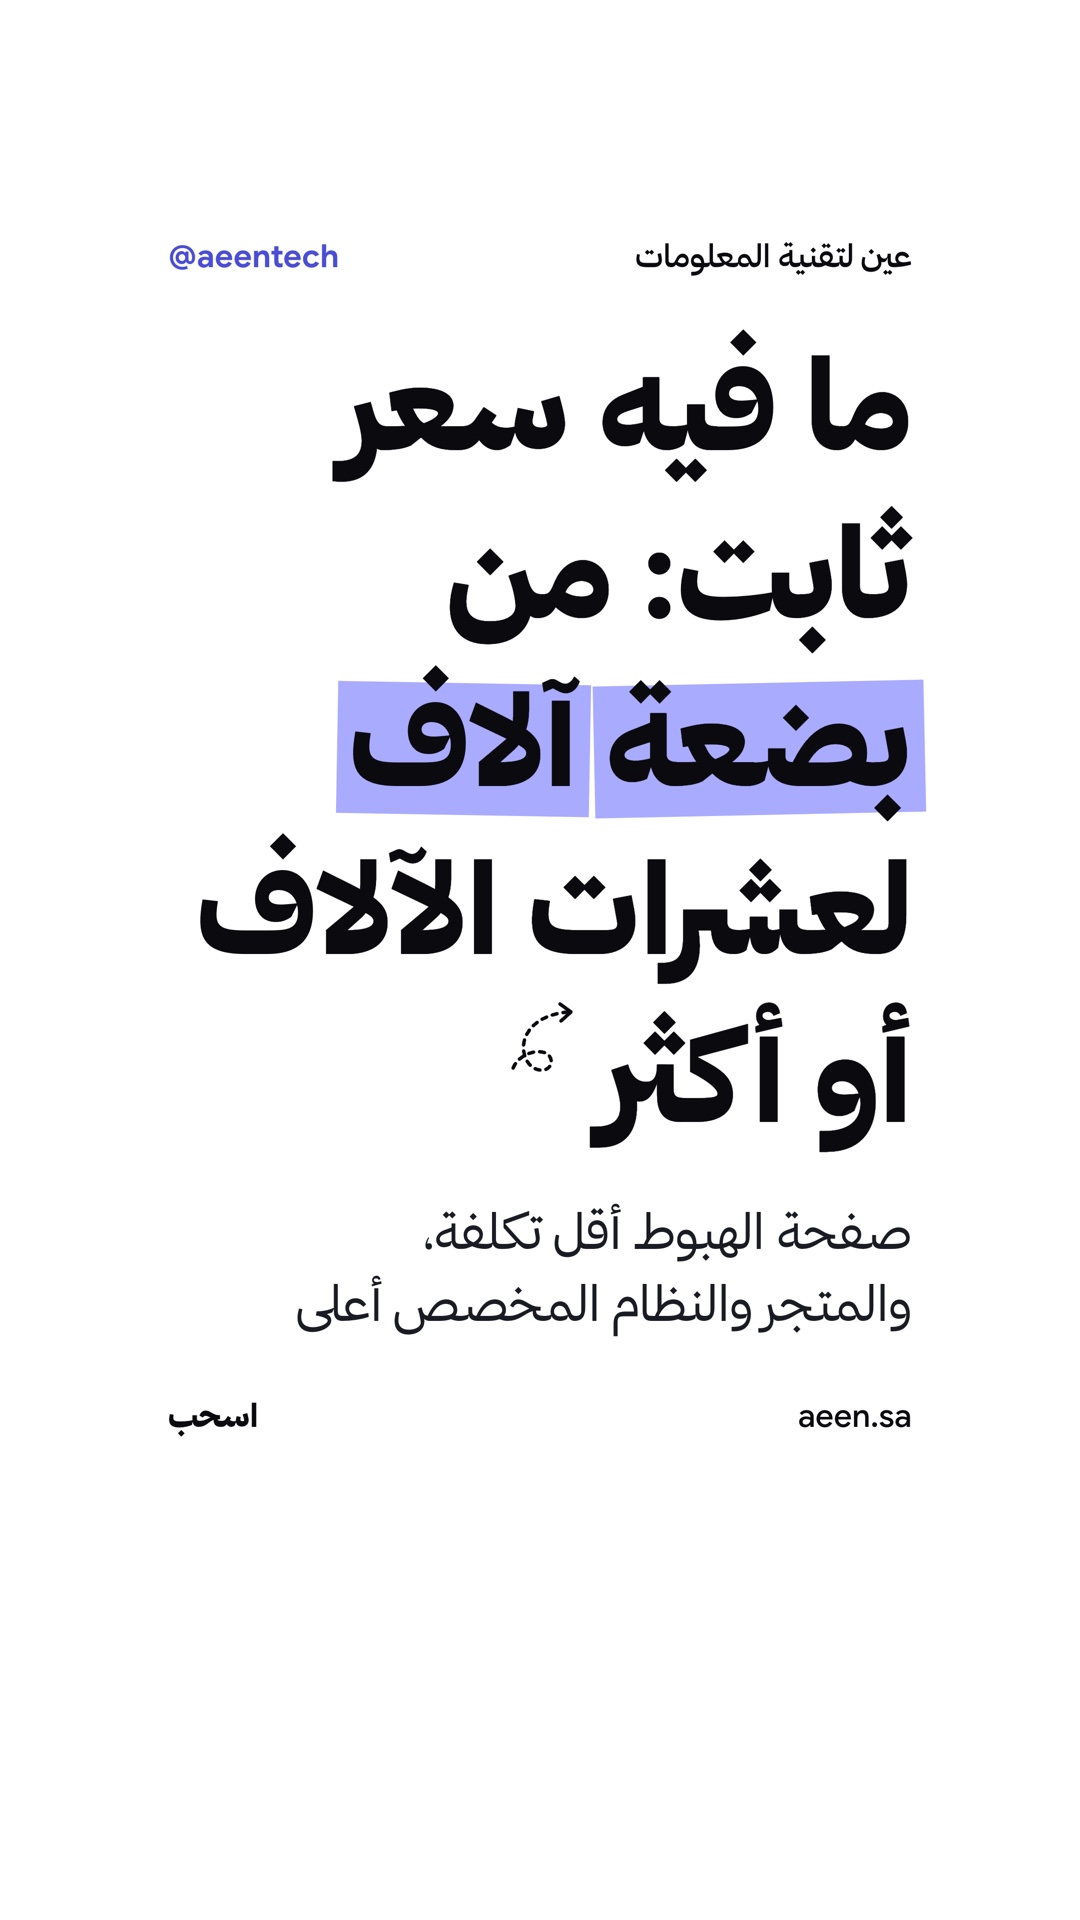 عين لتقنية المعلومات
@aeentech
ما فيه سعر
ثابت: من
بضعة آلاف
لعشرات الآلاف
أو أكثر
صفحة الهبوط أقل تكلفة،
والمتجر والنظام المخصص أعلى
aeen.sa
اسحب